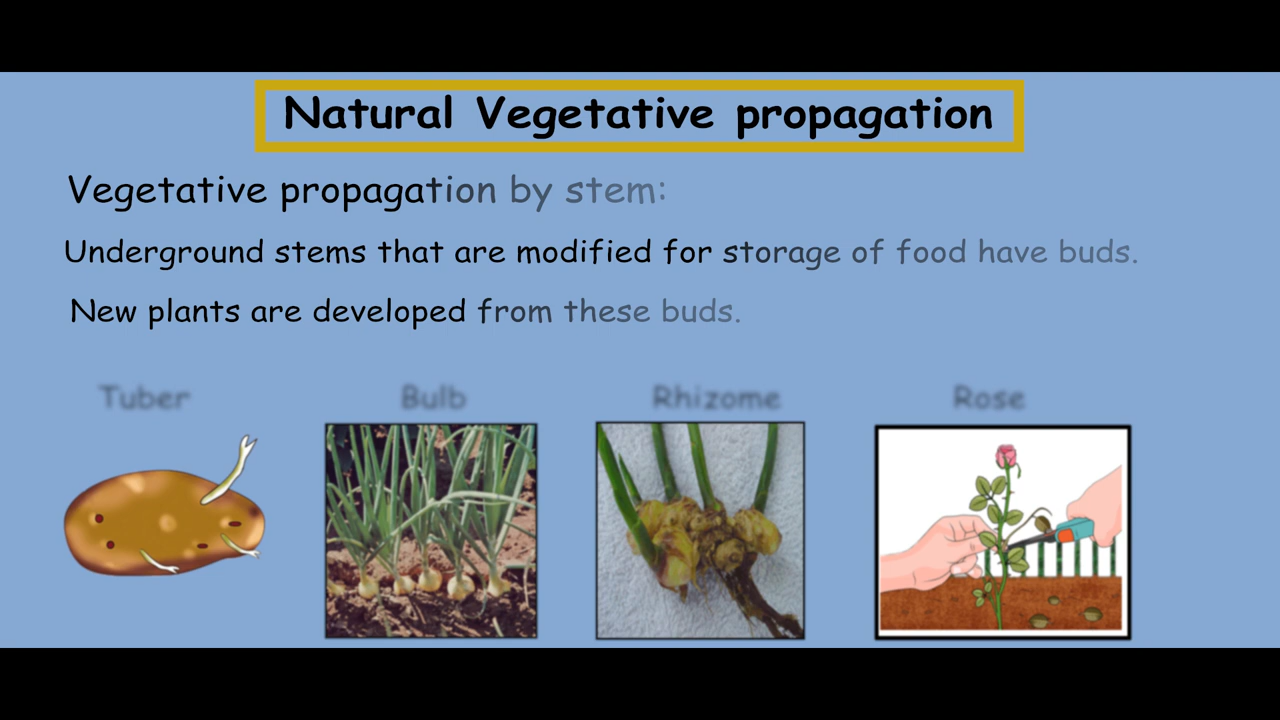 Natural Vegetative propagation
Vegetative propagation by stem:
Underground stems that are modified for storage of food have buds.
New plants are developed from these buds.
Tuber Bulb Rhizome Rose